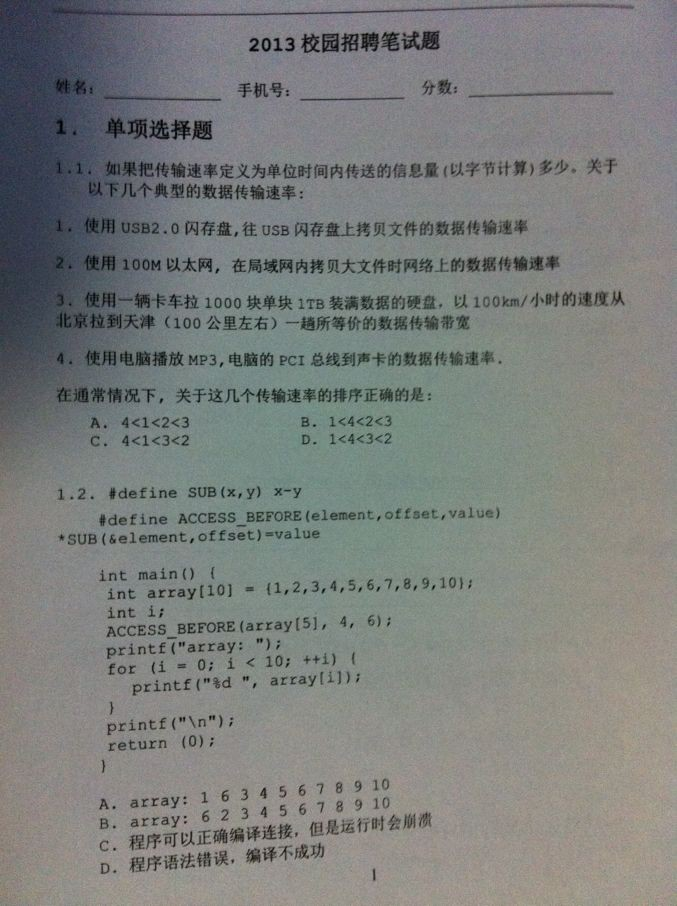 2013校园招聘笔试题
姓名: 手机号: 分数:
1. 单项选择题
1.1. 如果把传输速率定义为单位时间内传送的信息量(以字节计算)多少。关于
以下几个典型的数据传输速率:
1. 使用USB2.0闪存盘,往USB闪存盘上拷贝文件的数据传输速率
2. 使用100M以太网, 在局域网内拷贝大文件时网络上的数据传输速率
3. 使用一辆卡车拉1000块单块1TB装满数据的硬盘, 以100km/小时的速度从
北京拉到天津（100公里左右）一趟所等价的数据传输带宽
4. 使用电脑播放MP3,电脑的PCI总线到声卡的数据传输速率.
在通常情况下, 关于这几个传输速率的排序正确的是:
A. 4<1<2<3 B. 1<4<2<3
C. 4<1<3<2 D. 1<4<3<2
1.2. #define SUB(x,y) x-y
#define ACCESS_BEFORE(element,offset,value)
*SUB(&element,offset)=value
int main() {
int array[10] = {1,2,3,4,5,6,7,8,9,10};
int i;
ACCESS_BEFORE(array[5], 4, 6);
printf("array: ");
for (i = 0; i < 10; ++i) {
printf("%d ", array[i]);
}
printf("\n");
return (0);
}
A. array: 1 6 3 4 5 6 7 8 9 10
B. array: 6 2 3 4 5 6 7 8 9 10
C. 程序可以正确编译连接, 但是运行时会崩溃
D. 程序语法错误, 编译不成功
1